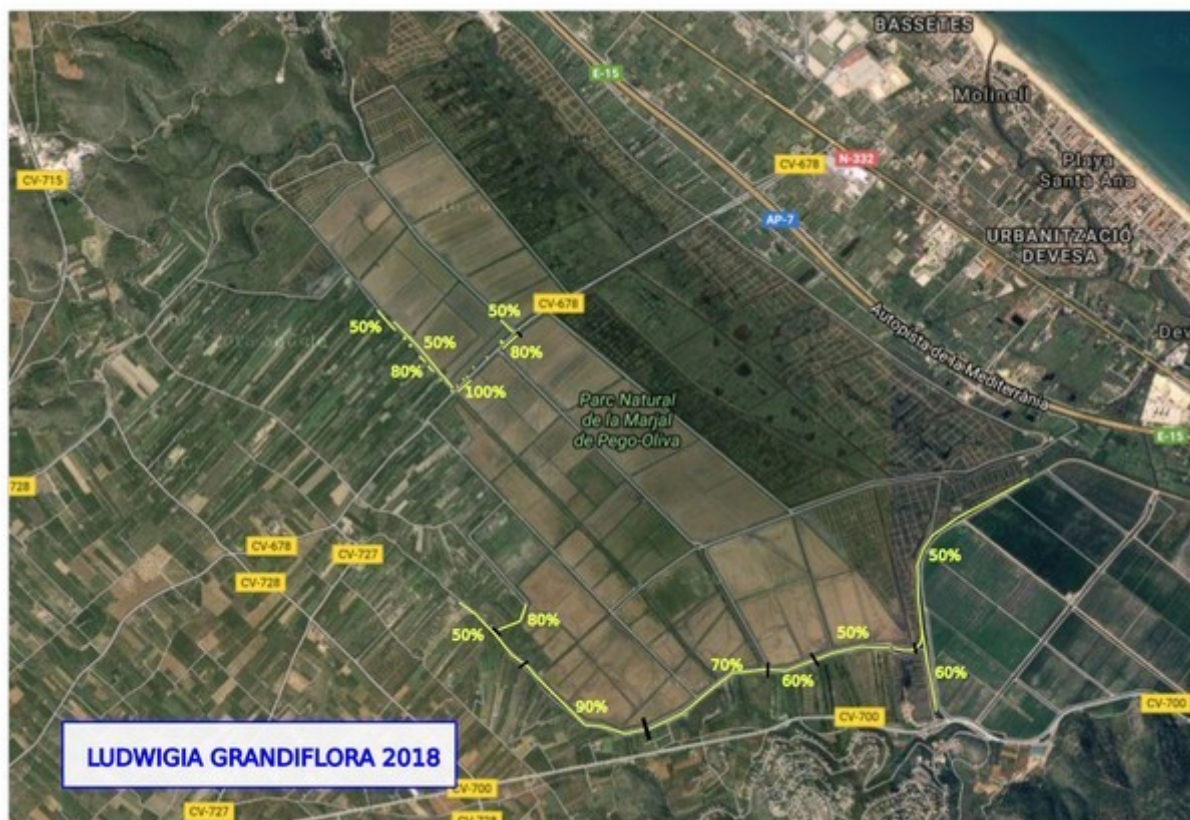 BASSETES
E-15
Molinell
N-332
CV-678
Playa
Santa Ana
CV-715
AP-7
URBANITZACIÓ
DEVESA
CV-678
50%
50%
50%
80%
80%
100%
Autopista de la Mediterrània
Parc Natural
de la Marjal
de Pego-Oliva
E-15
728
CV-678
CV-727
CV-728
50%
80%
50%
50%
70%
60%
60%
90%
CV-700
CV-700
LUDWIGIA GRANDIFLORA 2018
CV-700
CV-727